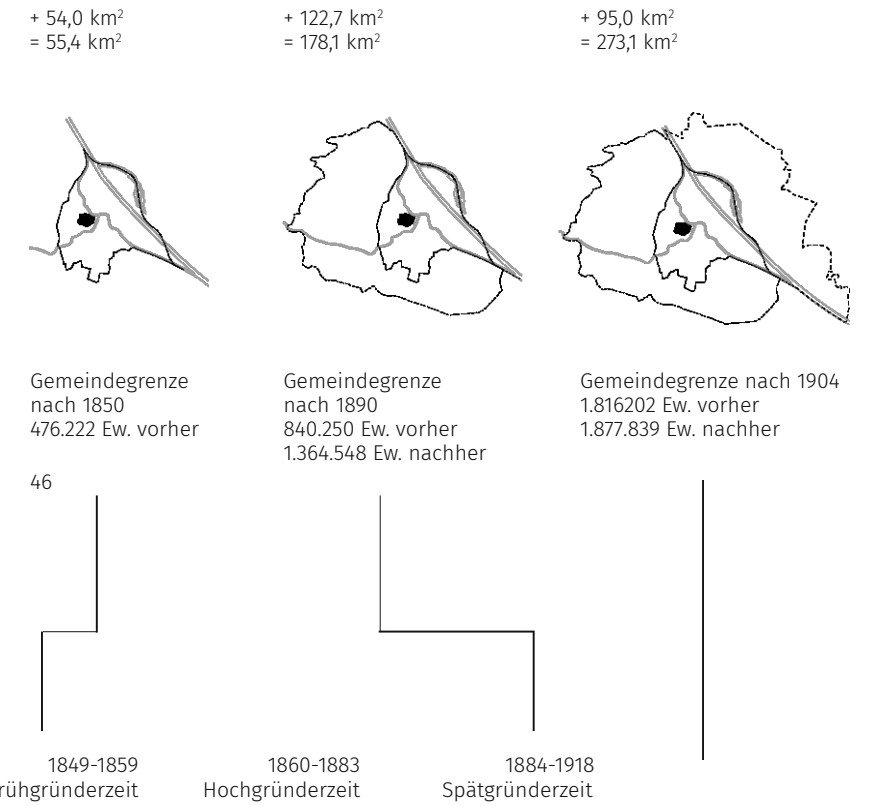 + 54,0 km²
= 55,4 km²
+ 122,7 km²
= 178,1 km²
+ 95,0 km²
= 273,1 km²
Gemeindegrenze
nach 1850
476.222 Ew. vorher
Gemeindegrenze
nach 1890
840.250 Ew. vorher
1.364.548 Ew. nachher
Gemeindegrenze nach 1904
1.816202 Ew. vorher
1.877.839 Ew. nachher
46
1849-1859
rühgründerzeit
1860-1883
Hochgründerzeit
1884-1918
Spätgründerzeit